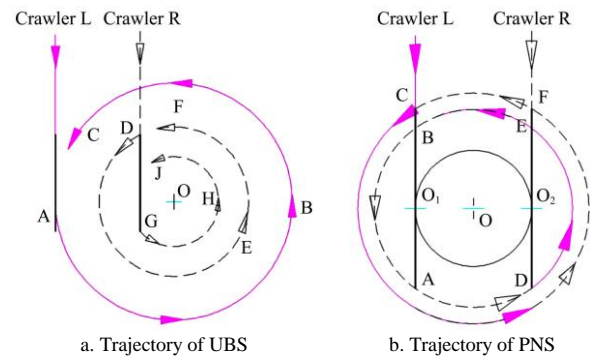 Crawler L Crawler R
F
C D
J
O
A H B
G
E
a. Trajectory of UBS
Crawler L Crawler R
C F
B E
O1 O2
O
A D
b. Trajectory of PNS